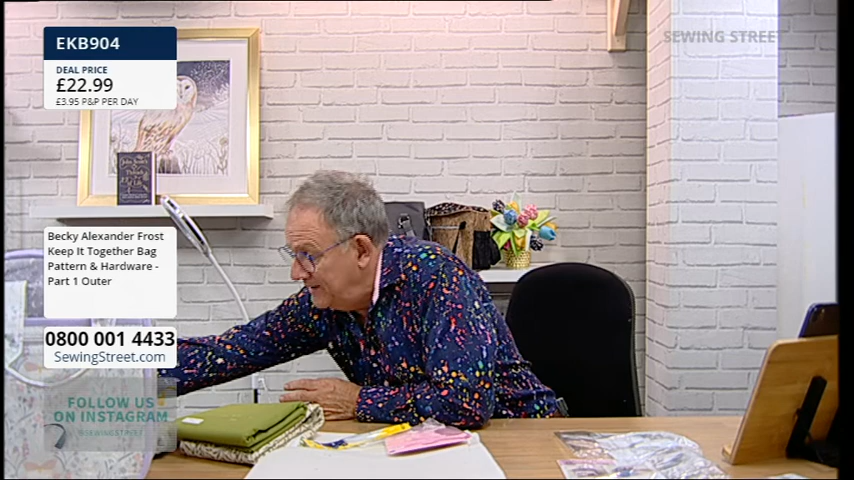 EKB904
SEWING STREET
DEAL PRICE
£22.99
£3.95 P&P PER DAY
Becky Alexander Frost
Keep It Together Bag
Pattern & Hardware -
Part 1 Outer
0800 001 4433
SewingStreet.com
FOLLOW US
ON INSTAGRAM
@SEWINGSTREET